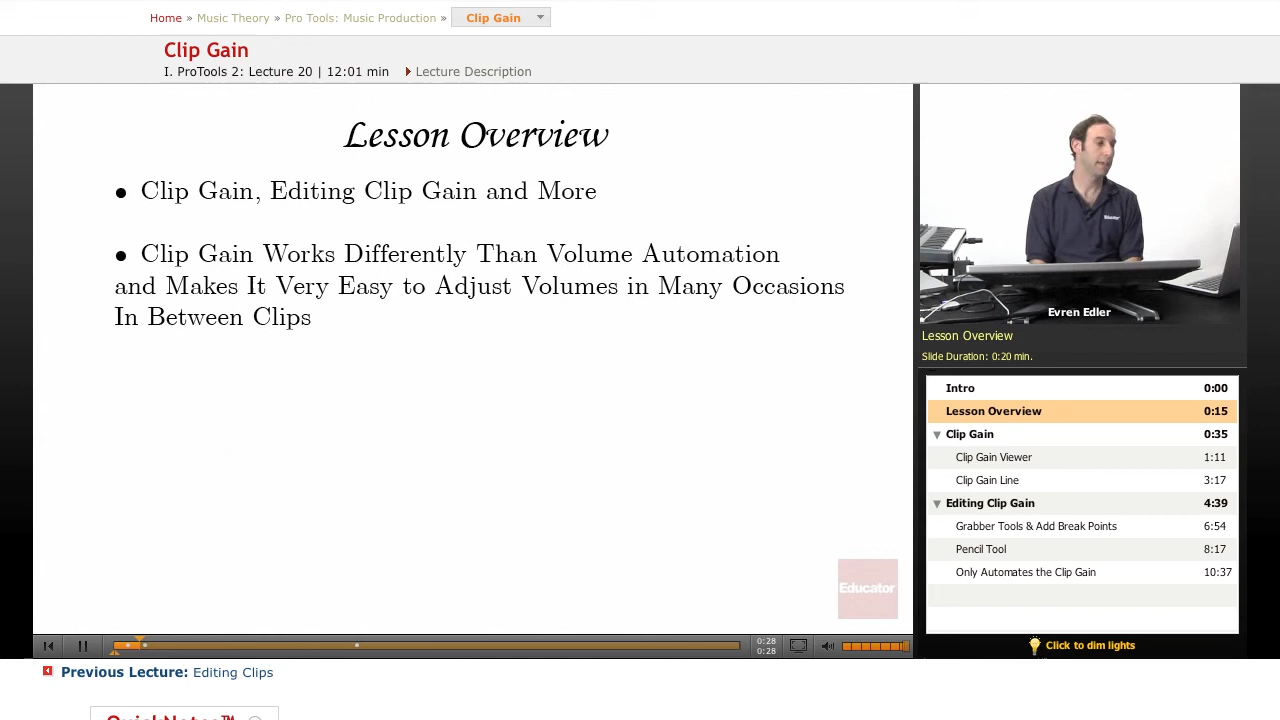 Home » Music Theory » Pro Tools: Music Production » Clip Gain
Clip Gain
I. ProTools 2: Lecture 20 | 12:01 min Lecture Description
Lesson Overview
• Clip Gain, Editing Clip Gain and More
• Clip Gain Works Differently Than Volume Automation
and Makes It Very Easy to Adjust Volumes in Many Occasions
In Between Clips
Educator
Educator
Evren Edler
Lesson Overview
Slide Duration: 0:20 min.
Intro 0:00
Lesson Overview 0:15
Clip Gain 0:35
Clip Gain Viewer 1:11
Clip Gain Line 3:17
Editing Clip Gain 4:39
Grabber Tools & Add Break Points 6:54
Pencil Tool 8:17
Only Automates the Clip Gain 10:37
0:28
0:28
Click to dim lights
Previous Lecture: Editing Clips
QuickNotes™